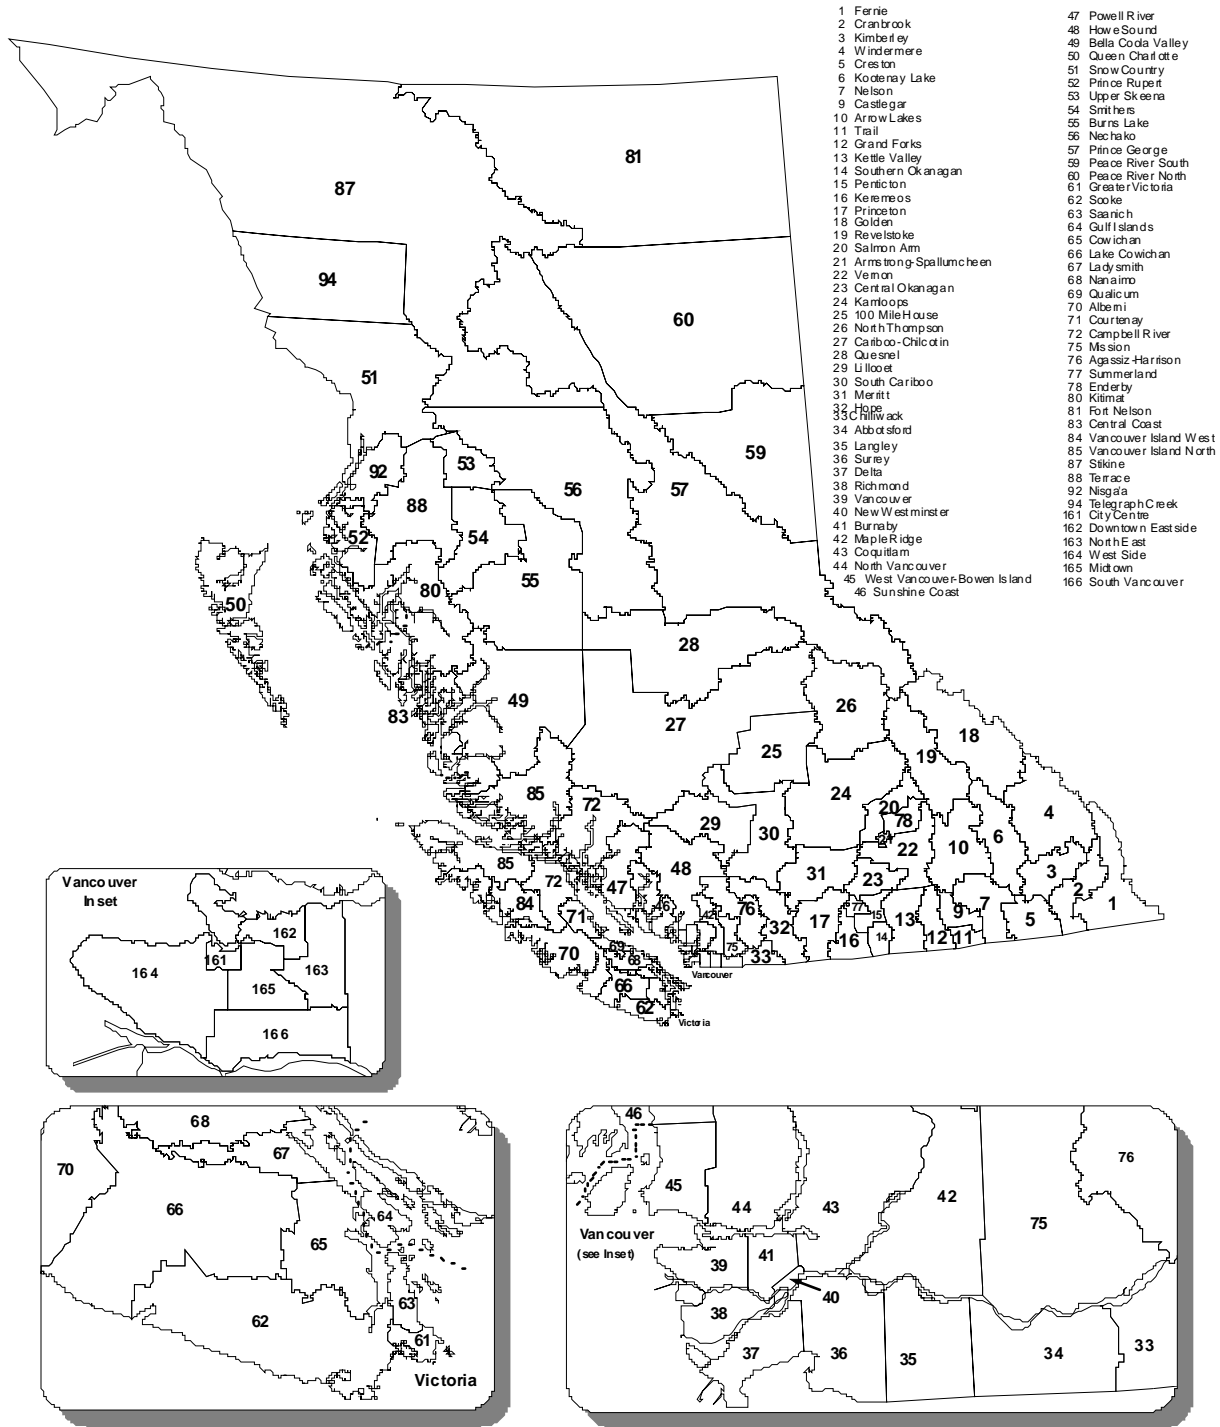 1 Fernie
2 Cranbrook
3 Kimberley
4 Windermere
5 Creston
6 Kootenay Lake
7 Nelson
9 Castlegar
10 Arrow Lakes
11 Trail
12 Grand Forks
13 Kettle Valley
14 Southern Okanagan
15 Penticton
16 Keremeos
17 Princeton
18 Golden
19 Revelstoke
20 Salmon Arm
21 Armstrong-Spallumcheen
22 Vernon
23 Central Okanagan
24 Kamloops
25 100 Mile House
26 North Thompson
27 Cariboo-Chilcotin
28 Quesnel
29 Lillooet
30 South Cariboo
31 Merritt
32 Hope
33 Chilliwack
34 Abbotsford
35 Langley
36 Surrey
37 Delta
38 Richmond
39 Vancouver
40 New Westminster
41 Burnaby
42 Maple Ridge
43 Coquitlam
44 North Vancouver
45 West Vancouver-Bowen Island
46 Sunshine Coast
47 Powell River
48 Howe Sound
49 Bella Coola Valley
50 Queen Charlotte
51 Snow Country
52 Prince Rupert
53 Upper Skeena
54 Smithers
55 Burns Lake
56 Nechako
57 Prince George
59 Peace River South
60 Peace River North
61 Greater Victoria
62 Sooke
63 Saanich
64 Gulf Islands
65 Cowichan
66 Lake Cowichan
67 Ladysmith
68 Nanaimo
69 Qualicum
70 Alberni
71 Courtenay
72 Campbell River
75 Mission
76 Agassiz-Harrison
77 Summerland
78 Enderby
80 Kitimat
81 Fort Nelson
83 Central Coast
84 Vancouver Island West
85 Vancouver Island North
87 Stikine
88 Terrace
92 Nisga'a
94 Telegraph Creek
161 City Centre
162 Downtown Eastside
163 North East
164 West Side
165 Midtown
166 South Vancouver
81
87
94
60
51
59
53
92
56
57
88
52
54
55
80
50
28
49
83
27
26
18
25
19
85
72
24
20
78
4
29
30
6
48
22
10
85
31
23
3
72
47
2
84
46
76
77
9
7
1
71
42
32
17
15
13
5
16
14
12
11
69
70
68
75
33
66
62
Vancouver
Victoria
Vancouver
Inset
162
161
163
164
165
166
68
67
70
66
64
65
63
62
61
Victoria
46
76
45
44
43
42
75
Vancouver
(see Inset)
41
39
40
38
37
36
35
34
33